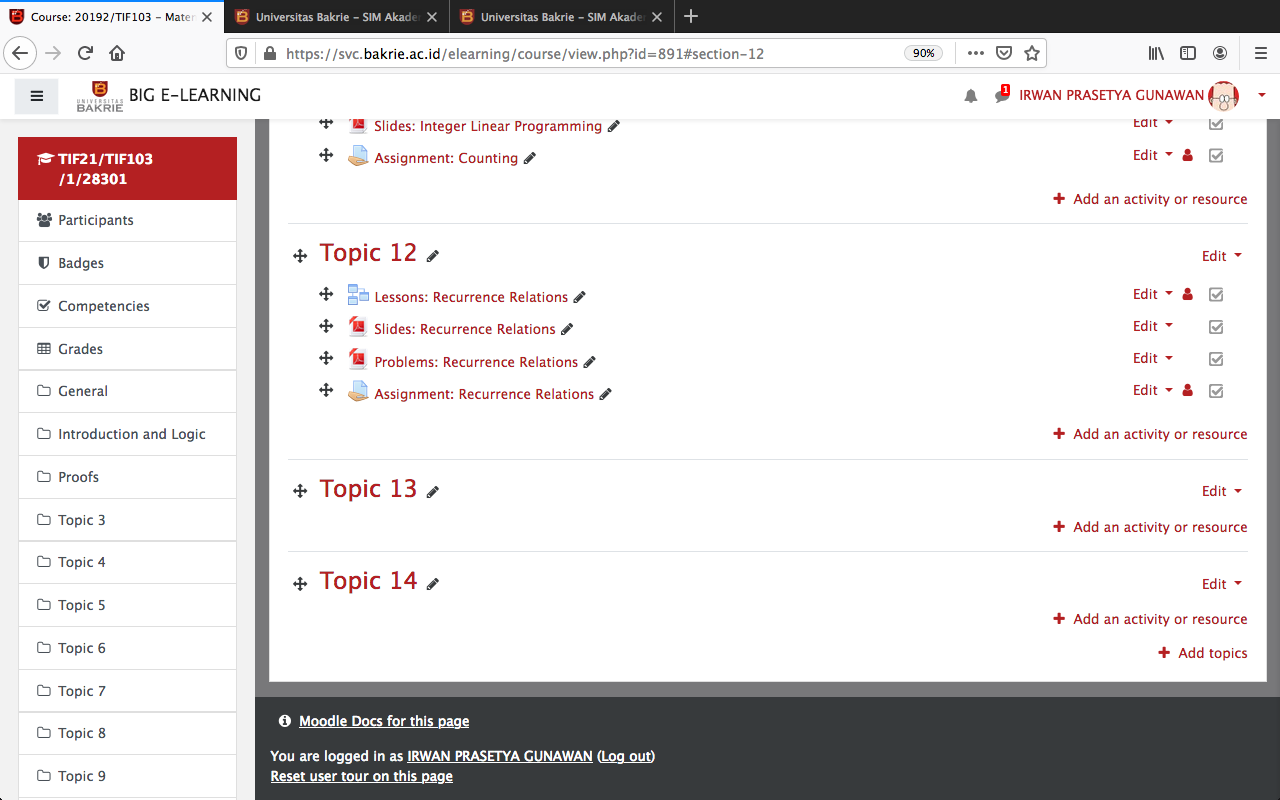 Course: 20192/TIF103 – Mater
Universitas Bakrie – SIM Akade
Universitas Bakrie – SIM Akade
https://svc.bakrie.ac.id/elearning/course/view.php?id=891#section-12
90%
UNIVERSITAS
BAKRIE
BIG E-LEARNING
1
IRWAN PRASETYA GUNAWAN
TIF21/TIF103
/1/28301
Participants
Badges
Competencies
Grades
General
Introduction and Logic
Proofs
Topic 3
Topic 4
Topic 5
Topic 6
Topic 7
Topic 8
Topic 9
Slides: Integer Linear Programming
Edit
Assignment: Counting
Edit
Add an activity or resource
Topic 12
Edit
Lessons: Recurrence Relations
Edit
Slides: Recurrence Relations
Edit
Problems: Recurrence Relations
Edit
Assignment: Recurrence Relations
Edit
Add an activity or resource
Topic 13
Edit
Add an activity or resource
Topic 14
Edit
Add an activity or resource
Add topics
Moodle Docs for this page
You are logged in as IRWAN PRASETYA GUNAWAN (Log out)
Reset user tour on this page